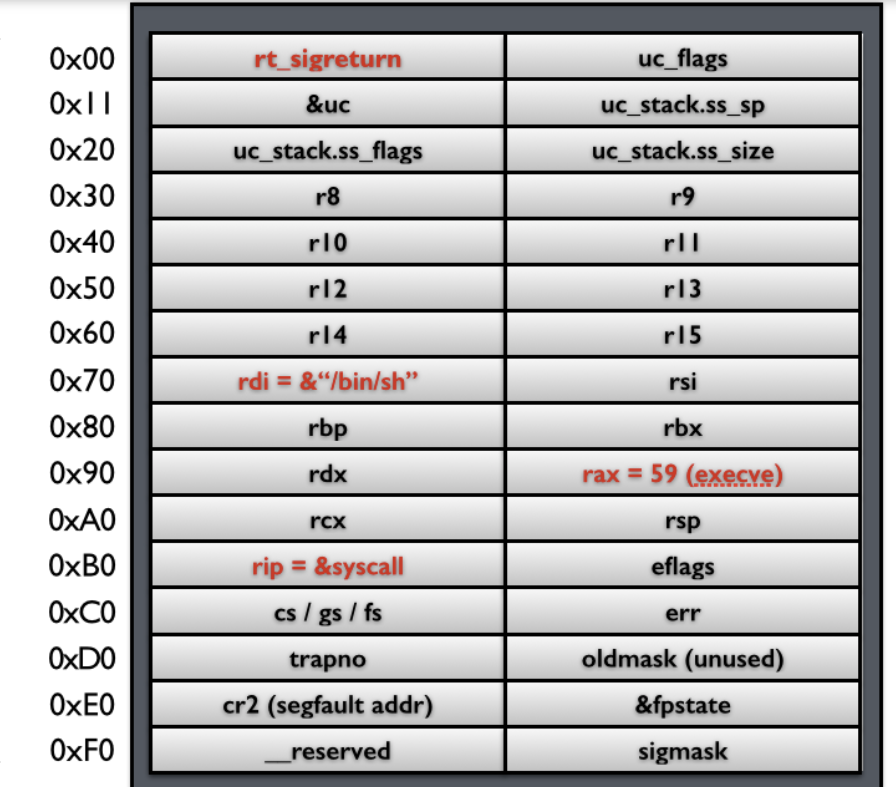 0x00 rt_sigreturn uc_flags
0x11 &uc uc_stack.ss_sp
0x20 uc_stack.ss_flags uc_stack.ss_size
0x30 r8 r9
0x40 r10 r11
0x50 r12 r13
0x60 r14 r15
0x70 rdi = &“/bin/sh” rsi
0x80 rbp rbx
0x90 rdx rax = 59 (execve)
0xA0 rcx rsp
0xB0 rip = &syscall eflags
0xC0 cs / gs / fs err
0xD0 trapno oldmask (unused)
0xE0 cr2 (segfault addr) &fpstate
0xF0 __reserved sigmask